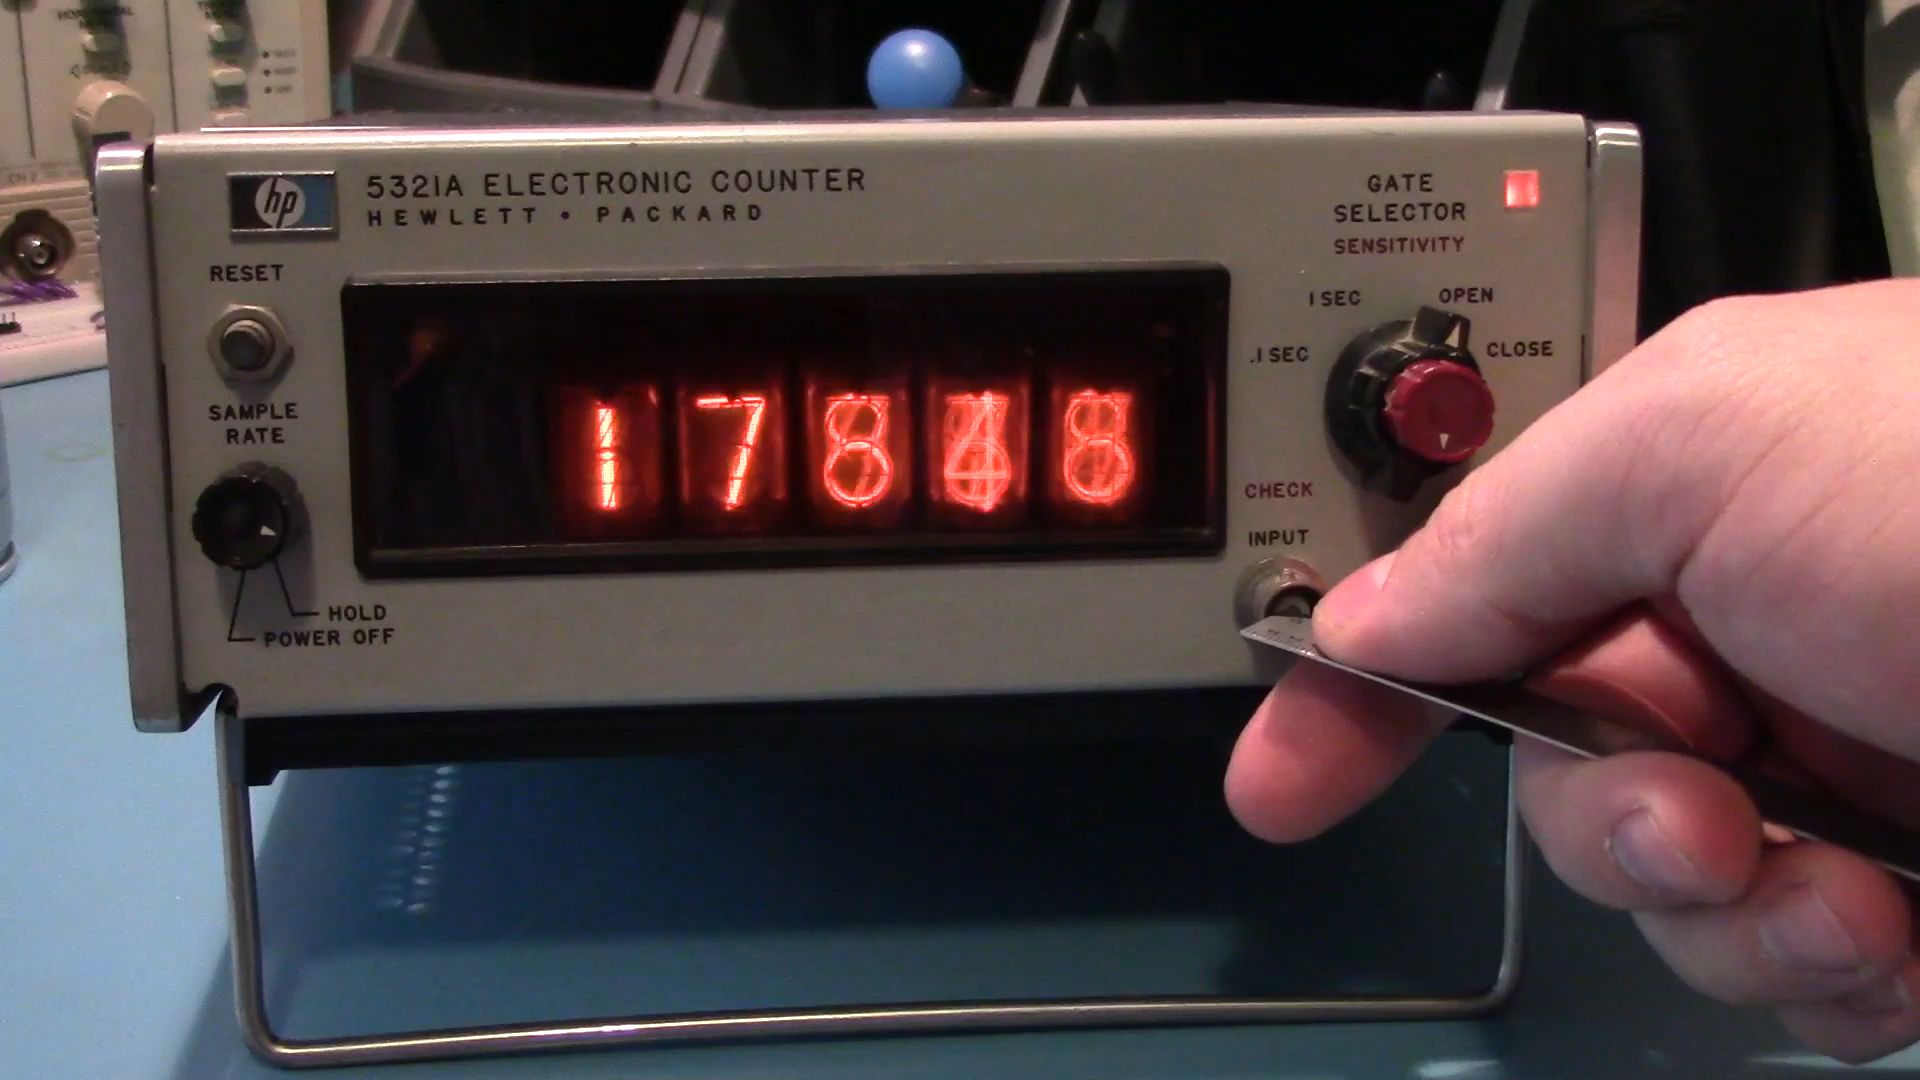 hp
5321A ELECTRONIC COUNTER
HEWLETT • PACKARD
GATE
SELECTOR
SENSITIVITY
RESET
1 SEC
OPEN
.1 SEC
CLOSE
SAMPLE
RATE
CHECK
INPUT
HOLD
POWER OFF